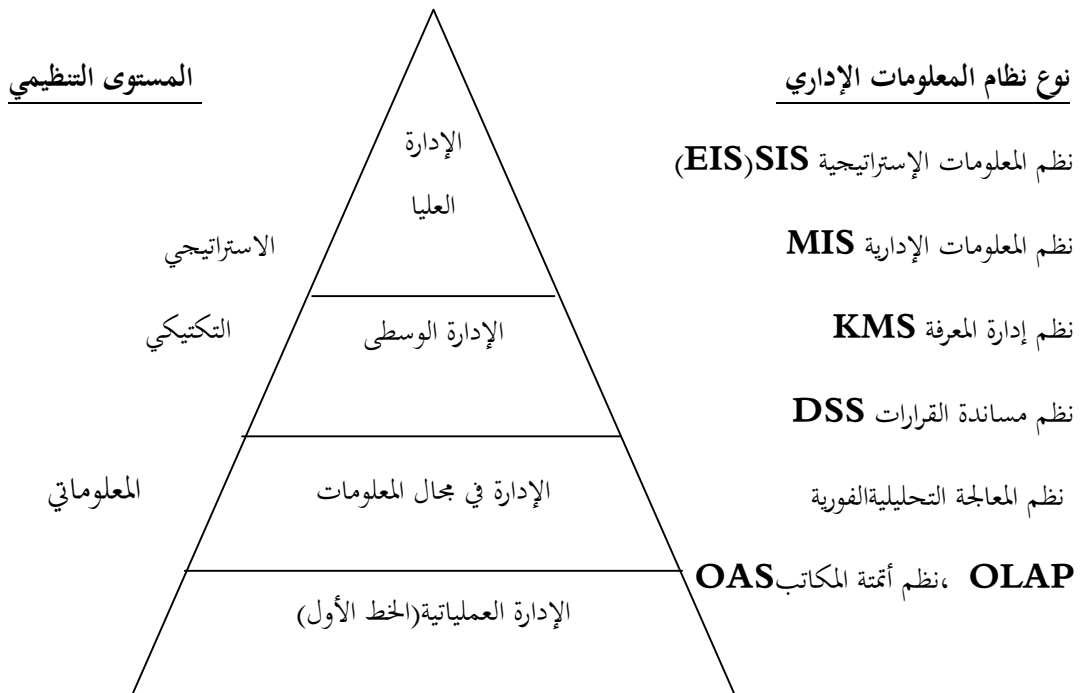 نوع نظام المعلومات الإداري
المستوى التنظيمي
نظم المعلومات الإستراتيجية SIS(EIS)
الإدارة
العليا
نظم المعلومات الإدارية MIS
الاستراتيجي
نظم إدارة المعرفة KMS
الإدارة الوسطى
التكتيكي
نظم مساندة القرارات DSS
نظم المعالجة التحليليةالفورية
الإدارة في مجال المعلومات
المعلوماتي
OLAP ،نظم أتمتة المكاتبOAS
الإدارة العملياتية(الخط الأول)